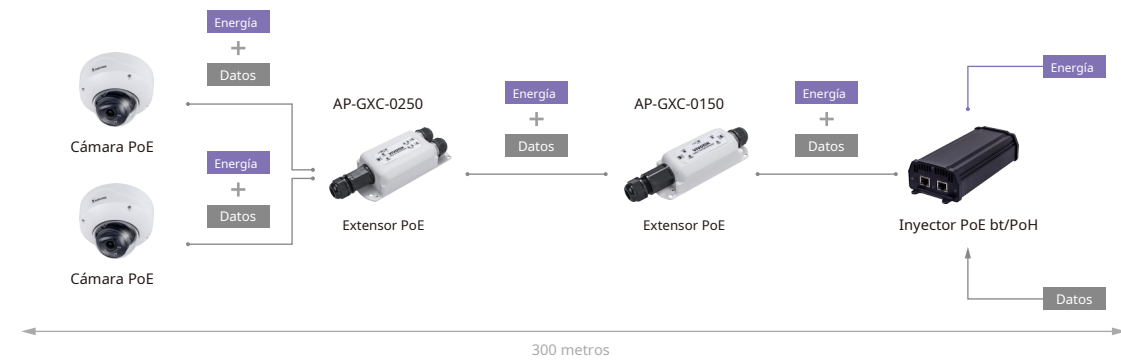 Energía
+
Datos
Cámara PoE
Energía
+
Datos
Cámara PoE
AP-GXC-0250
Extensor PoE
Energía
+
Datos
AP-GXC-0150
Extensor PoE
Energía
+
Datos
Energía
Inyector PoE bt/PoH
Datos
300 metros